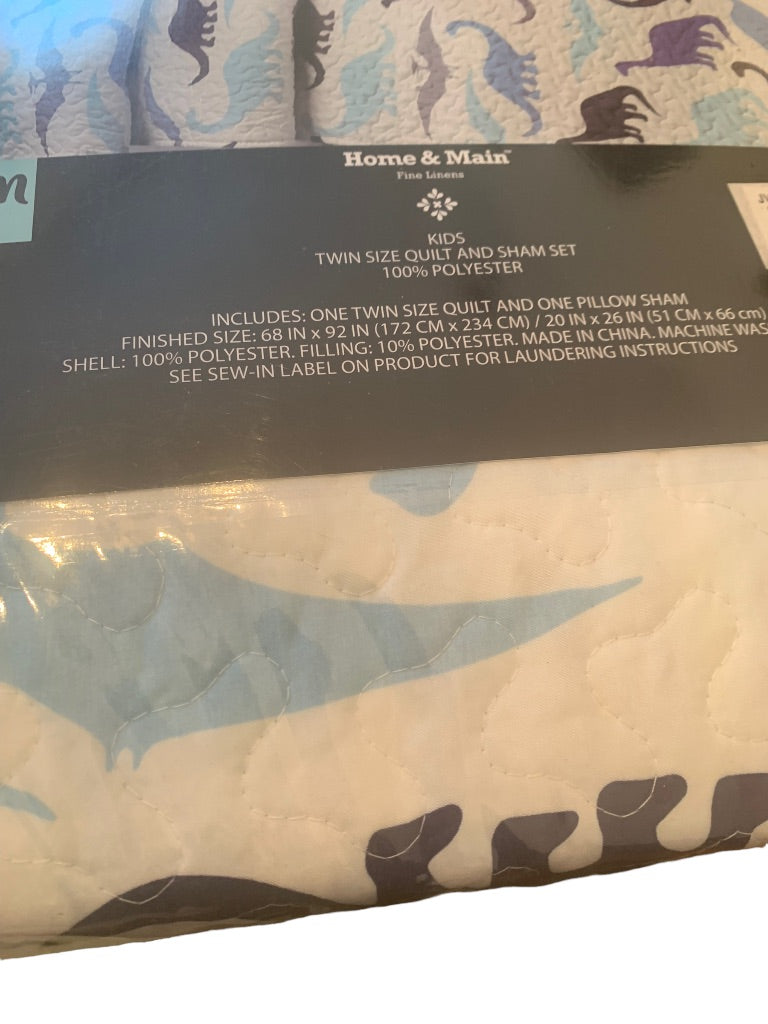 Home & Main™
Fine Linens
KIDS
TWIN SIZE QUILT AND SHAM SET
100% POLYESTER
INCLUDES: ONE TWIN SIZE QUILT AND ONE PILLOW SHAM
FINISHED SIZE: 68 IN x 92 IN (172 CM x 234 CM) / 20 IN x 26 IN (51 CM x 66 cm)
SHELL: 100% POLYESTER. FILLING: 10% POLYESTER. MADE IN CHINA. MACHINE WAS
SEE SEW-IN LABEL ON PRODUCT FOR LAUNDERING INSTRUCTIONS